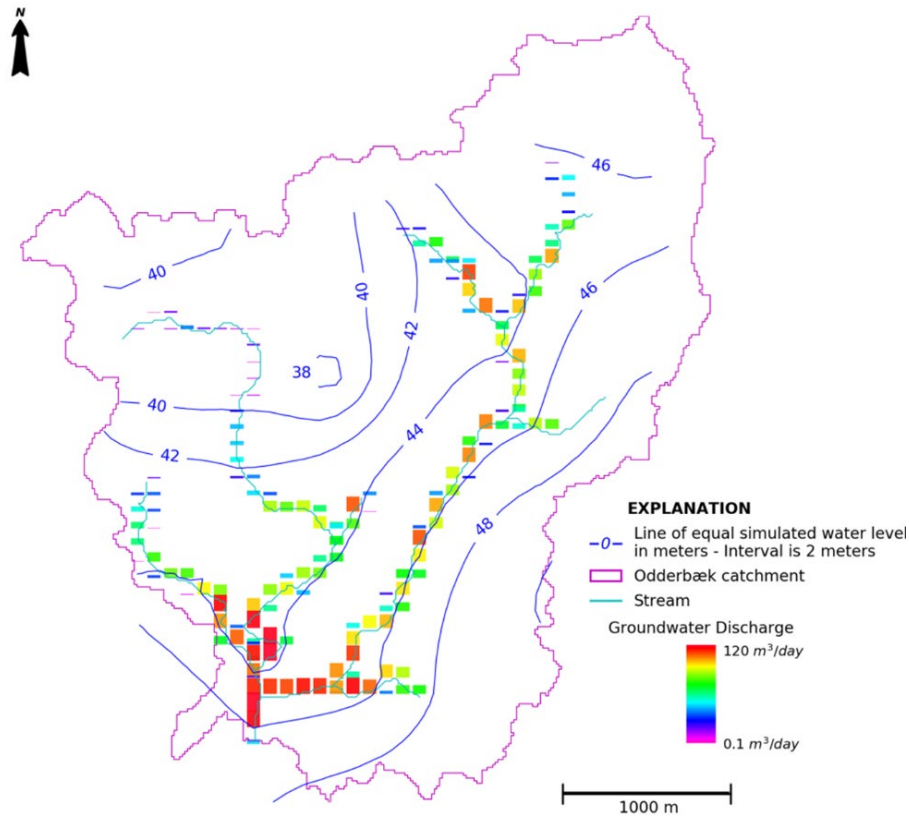 N
46
40
40
46
42
38
40
44
42
48
EXPLANATION
-0- Line of equal simulated water level
in meters - Interval is 2 meters
Odderbæk catchment
Stream
Groundwater Discharge
120 m³/day
0.1 m³/day
1000 m